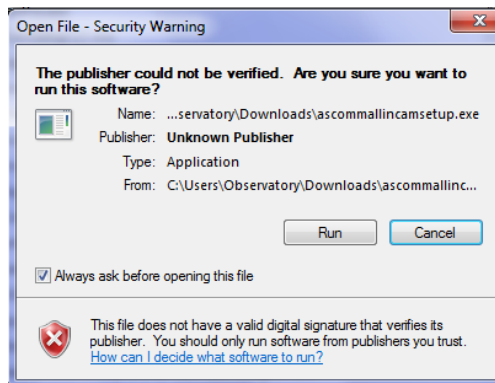 Open File - Security Warning
The publisher could not be verified.  Are you sure you want to
run this software?
Name: ...servatory\Downloads\ascommallincamsetup.exe
Publisher: Unknown Publisher
Type: Application
From: C:\Users\Observatory\Downloads\ascommallinc...
Run Cancel
Always ask before opening this file
This file does not have a valid digital signature that verifies its
publisher.  You should only run software from publishers you trust.
How can I decide what software to run?